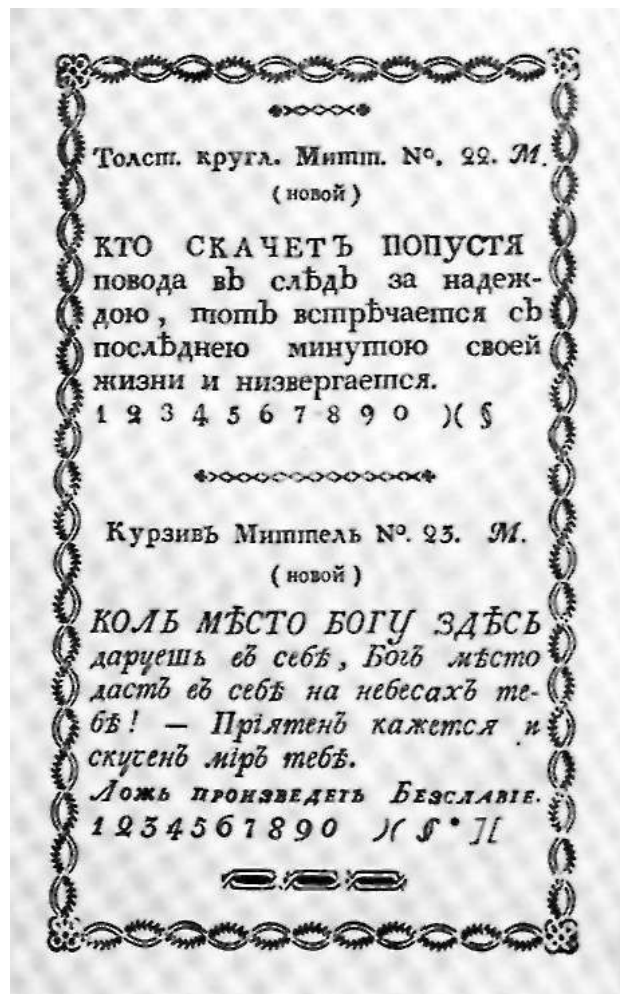 Толст. кругл. Митт. №. 22. М.
(новой)
КТО СКАЧЕТЪ ПОПУСТЯ
повода въ слѣдъ за надеж-
дою, тотъ встрѣчается съ
послѣднею минутою своей
жизни и низвергается.
1 2 3 4 5 6 7 8 9 0 )( §
Курзивъ Миттель №. 23. М.
(новой)
КОЛЬ МѢСТО БОГУ ЗДѢСЬ
даруешь въ себѣ, Богъ мѣсто
дастъ въ себѣ на небесахъ те-
бѣ! — Пріятенъ кажется и
скученъ міръ тебѣ.
Ложь произведетъ Безславіе.
1 2 3 4 5 6 7 8 9 0 )( § * ][